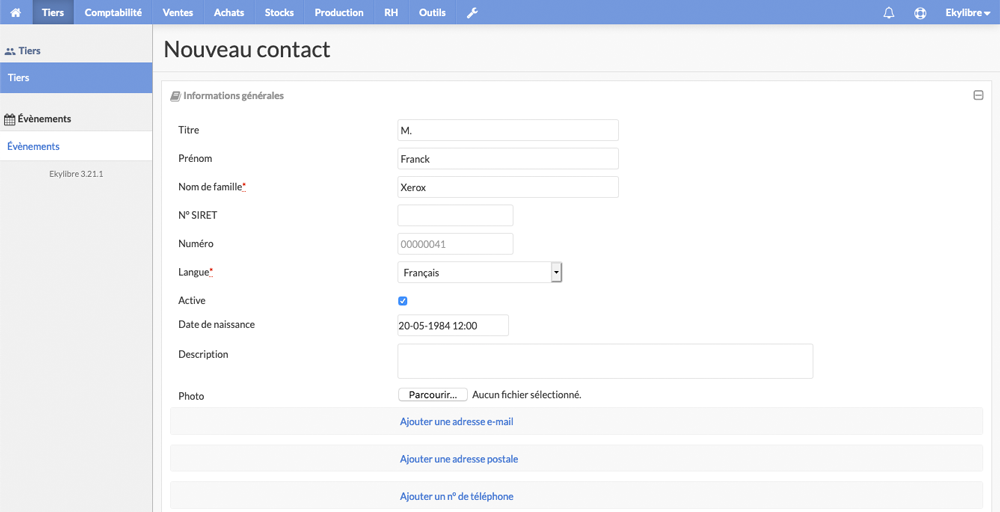 Tiers Comptabilité Ventes Achats Stocks Production RH Outils Ekylibre
Tiers
Tiers
Évènements
Évènements
Ekylibre 3.21.1
Nouveau contact
Informations générales
Titre M.
Prénom Franck
Nom de famille* Xerox
N° SIRET
Numéro 00000041
Langue* Français
Active
Date de naissance 20-05-1984 12:00
Description
Photo Parcourir... Aucun fichier sélectionné.
Ajouter une adresse e-mail
Ajouter une adresse postale
Ajouter un n° de téléphone